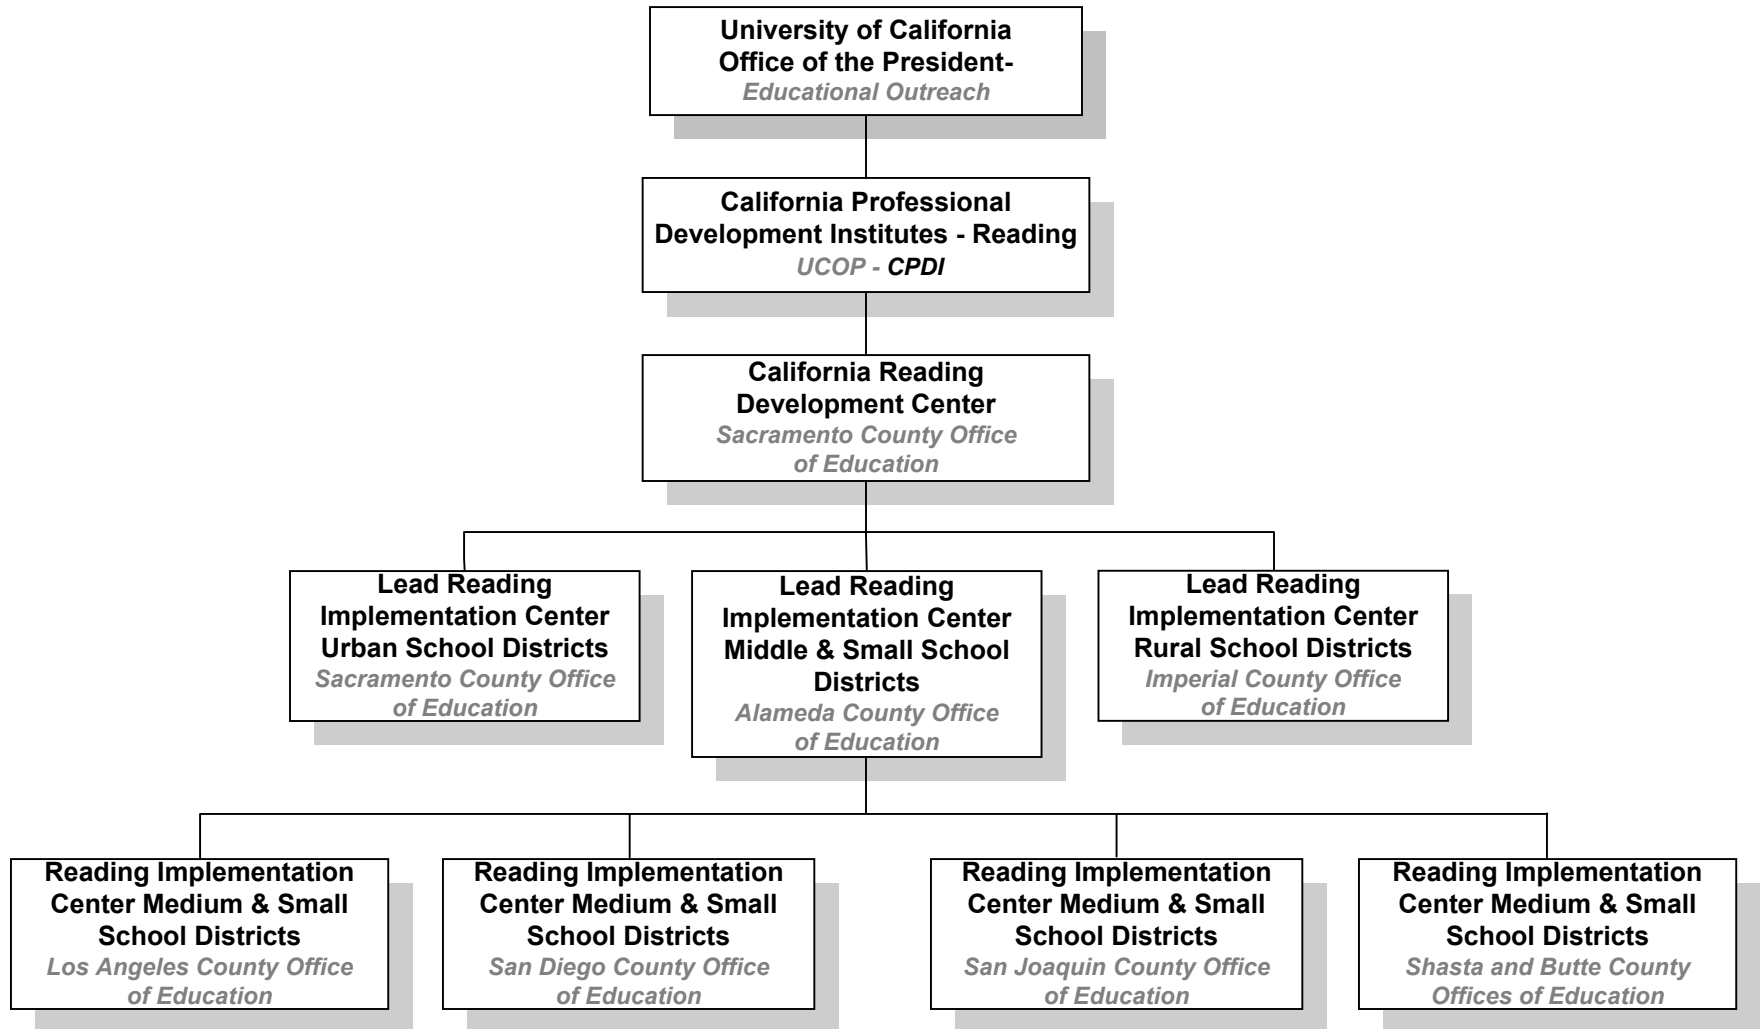 University of California
Office of the President-
Educational Outreach
California Professional
Development Institutes - Reading
UCOP - CPDI
California Reading
Development Center
Sacramento County Office
of Education
Lead Reading
Implementation Center
Urban School Districts
Sacramento County Office
of Education
Lead Reading
Implementation Center
Middle & Small School
Districts
Alameda County Office
of Education
Lead Reading
Implementation Center
Rural School Districts
Imperial County Office
of Education
Reading Implementation
Center Medium & Small
School Districts
Los Angeles County Office
of Education
Reading Implementation
Center Medium & Small
School Districts
San Diego County Office
of Education
Reading Implementation
Center Medium & Small
School Districts
San Joaquin County Office
of Education
Reading Implementation
Center Medium & Small
School Districts
Shasta and Butte County
Offices of Education